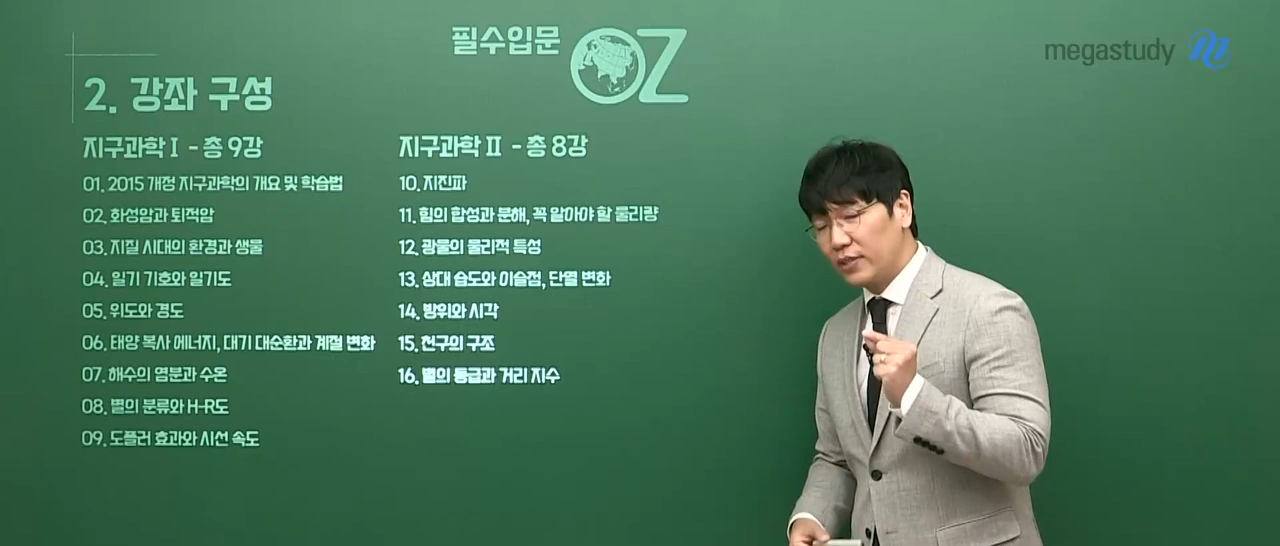 필수입문
OZ
megastudy
2. 강좌 구성
지구과학 I - 총 9강
01. 2015 개정 지구과학의 개요 및 학습법
02. 화성암과 퇴적암
03. 지질 시대의 환경과 생물
04. 일기 기호와 일기도
05. 위도와 경도
06. 태양 복사 에너지, 대기 대순환과 계절 변화
07. 해수의 염분과 수온
08. 별의 분류와 H-R도
09. 도플러 효과와 시선 속도
지구과학 II - 총 8강
10. 지진파
11. 힘의 합성과 분해, 꼭 알아야 할 물리량
12. 광물의 물리적 특성
13. 상대 습도와 이슬점, 단열 변화
14. 방위와 시각
15. 천구의 구조
16. 별의 등급과 거리 지수